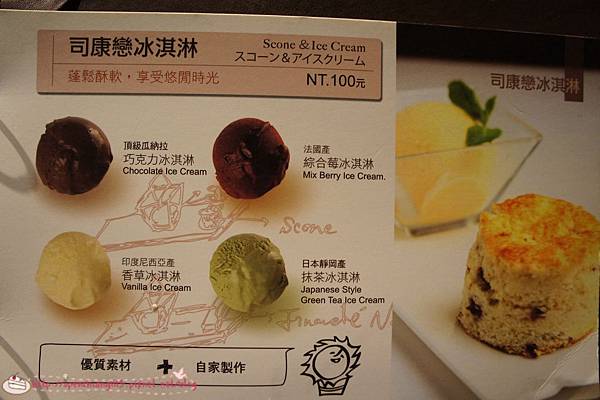 司康戀冰淇淋
Scone & Ice Cream
スコーン&アイスクリーム
蓬鬆酥軟，享受悠閒時光
NT.100元
司康戀冰淇淋
頂級瓜納拉
巧克力冰淇淋
Chocolate Ice Cream
法國產
綜合莓冰淇淋
Mix Berry Ice Cream.
Scone
印度尼西亞產
香草冰淇淋
Vanilla Ice Cream
日本靜岡產
抹茶冰淇淋
Japanese Style
Green Tea Ice Cream
優質素材 + 自家製作